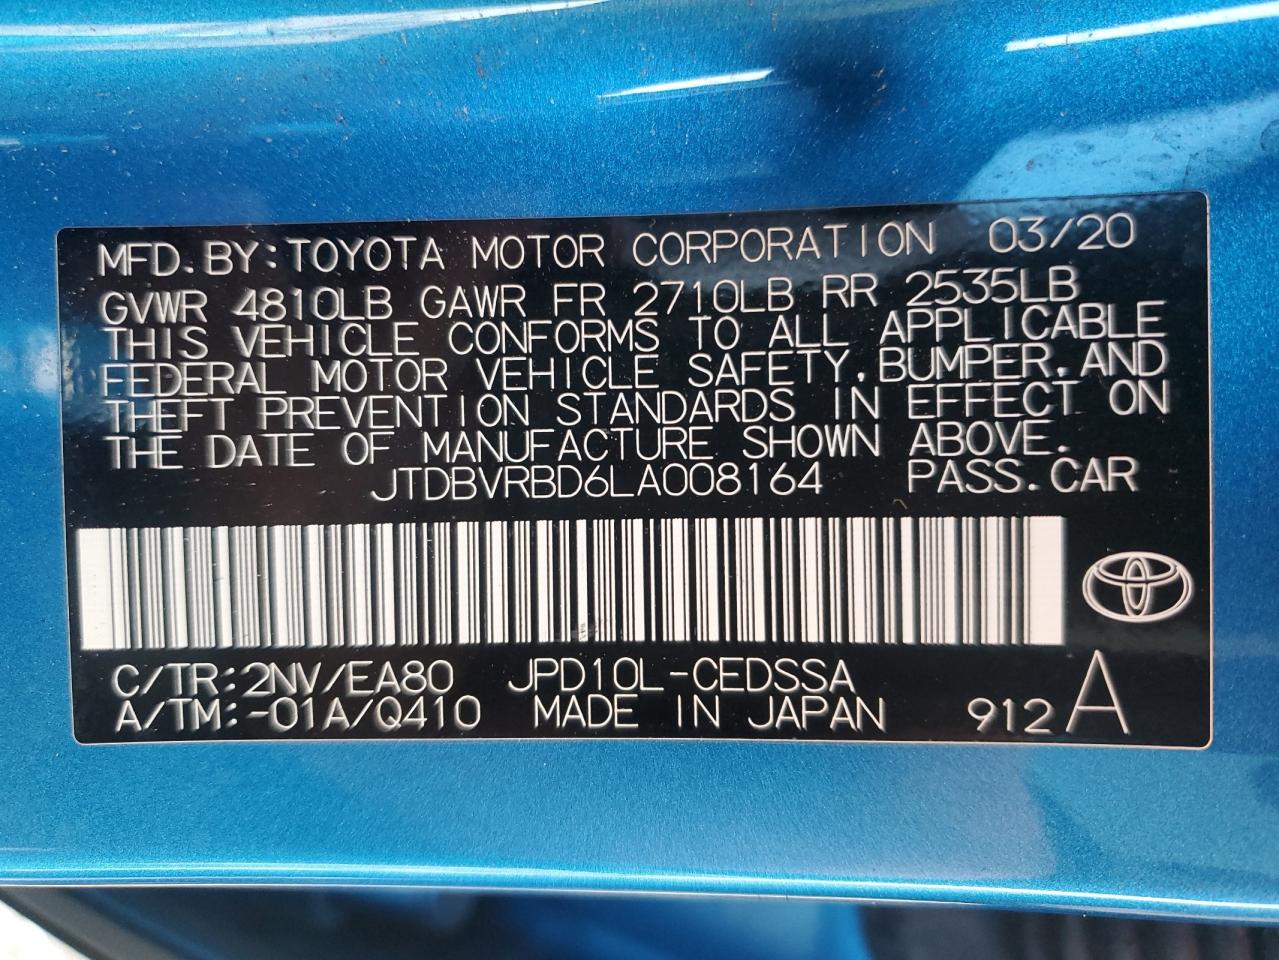 MFD. BY: TOYOTA MOTOR CORPORATION 03/20
GVWR 4810LB GAWR FR 2710LB RR 2535LB
THIS VEHICLE CONFORMS TO ALL APPLICABLE
FEDERAL MOTOR VEHICLE SAFETY, BUMPER, AND
THEFT PREVENTION STANDARDS IN EFFECT ON
THE DATE OF MANUFACTURE SHOWN ABOVE.
JTDBVRBD6LA008164 PASS. CAR
C/TR: 2NV/EA80 JPD10L-CEDSSA
A/TM: -01A/Q410 MADE IN JAPAN 912 A